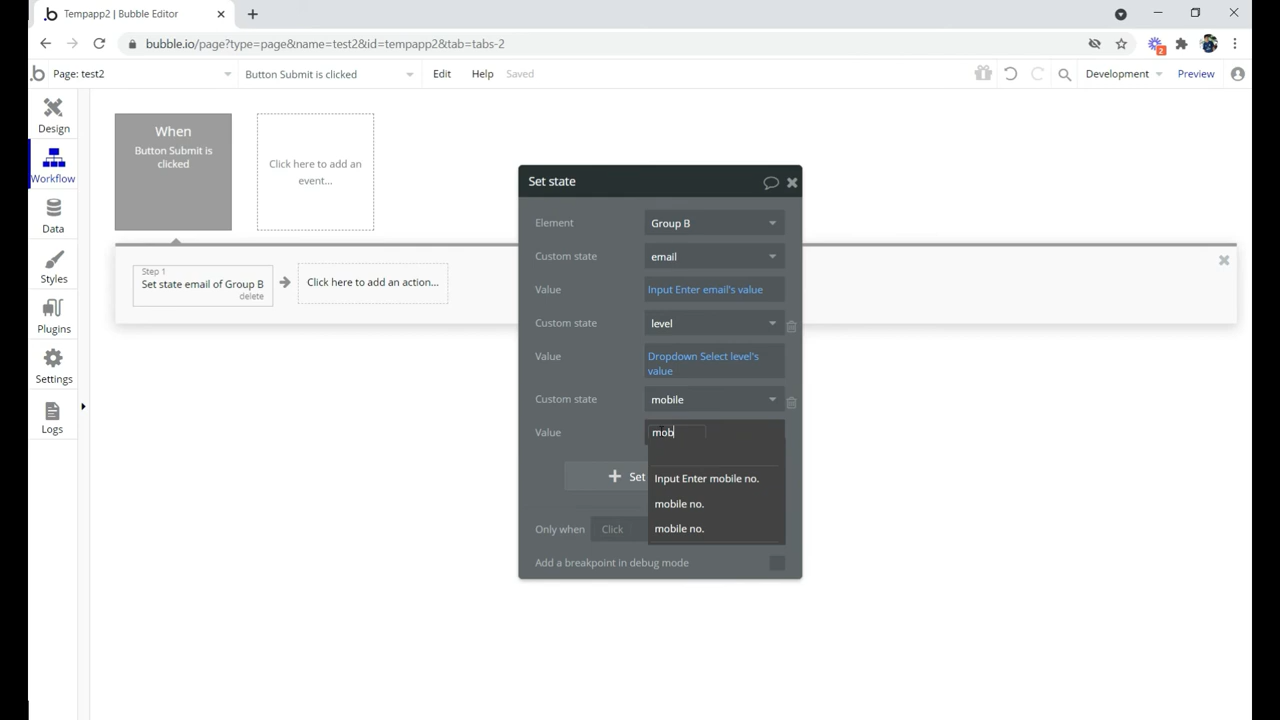 Tempapp2 | Bubble Editor
bubble.io/page?type=page&name=test2&id=tempapp2&tab=tabs-2
2
Page: test2
Button Submit is clicked
Edit
Help
Saved
Development
Preview
Design
Workflow
Data
Styles
Plugins
Settings
Logs
When
Button Submit is
clicked
Click here to add an
event...
Step 1
Set state email of Group B
delete
Click here to add an action...
Set state
Element
Group B
Custom state
email
Value
Input Enter email's value
Custom state
level
Value
Dropdown Select level's
value
Custom state
mobile
Value
mob
Set
Input Enter mobile no.
mobile no.
mobile no.
Only when
Click
Add a breakpoint in debug mode